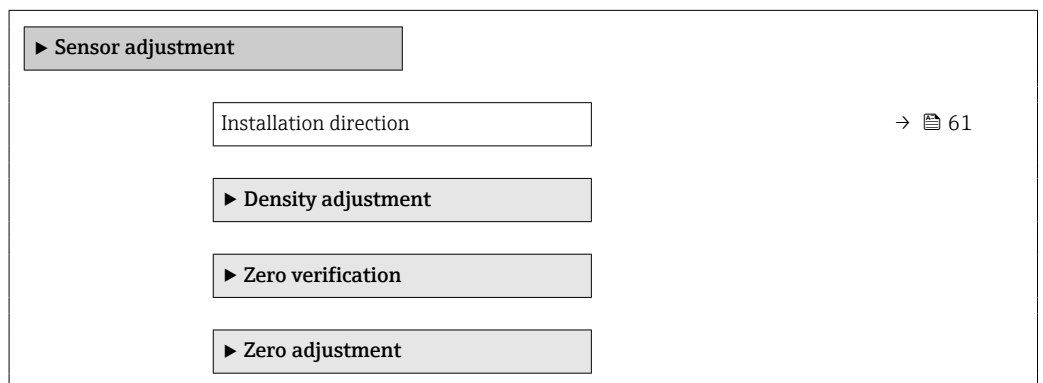 ▶ Sensor adjustment
Installation direction → 🖹 61
▶ Density adjustment
▶ Zero verification
▶ Zero adjustment